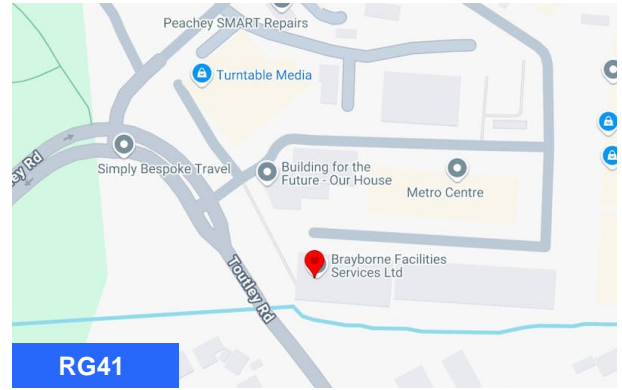 Peachey SMART Repairs
Turntable Media
Simply Bespoke Travel
Building for the
Future - Our House
Metro Centre
Brayborne Facilities
Services Ltd
Toutley Rd
RG41